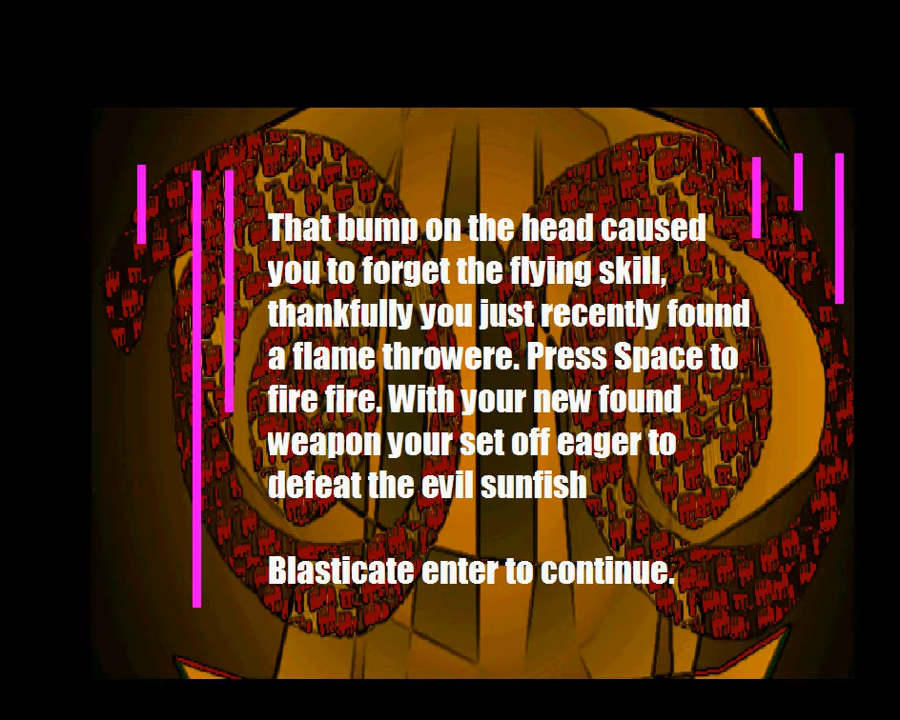 That bump on the head caused
you to forget the flying skill,
thankfully you just recently found
a flame throwere. Press Space to
fire fire. With your new found
weapon your set off eager to
defeat the evil sunfish
Blasticate enter to continue.